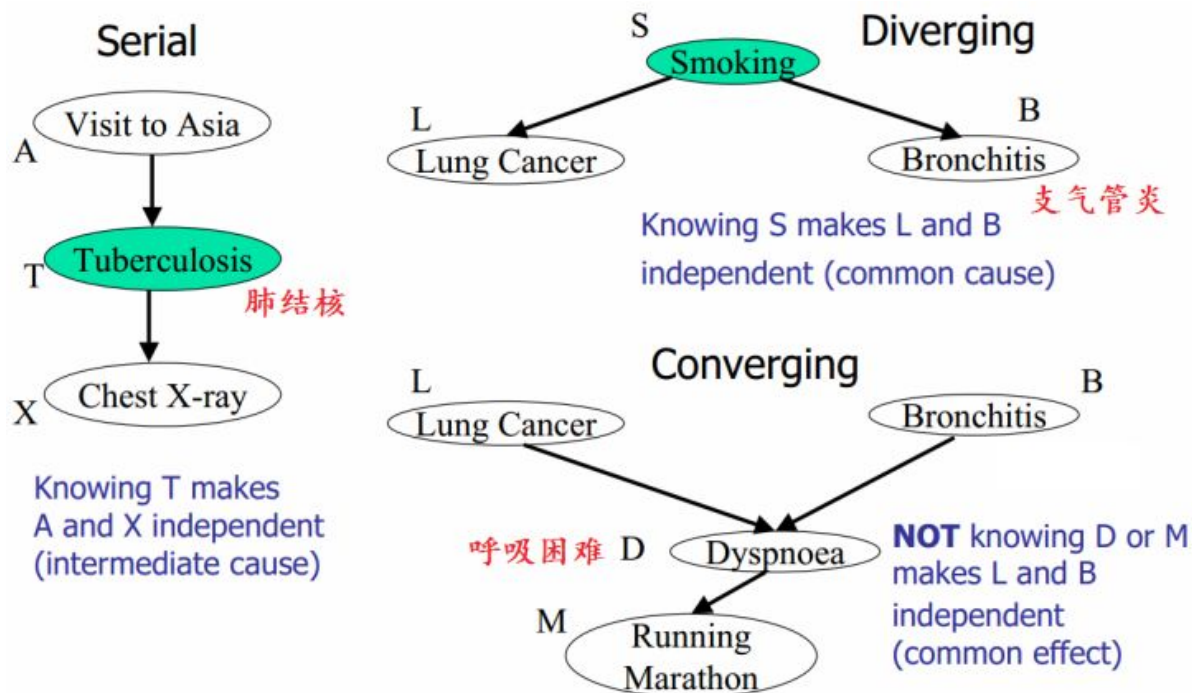 Serial
A
Visit to Asia
T
Tuberculosis
肺结核
X
Chest X-ray
Knowing T makes
A and X independent
(intermediate cause)
Diverging
S
Smoking
L
Lung Cancer
B
Bronchitis
支气管炎
Knowing S makes L and B
independent (common cause)
Converging
L
Lung Cancer
B
Bronchitis
呼吸困难
D
Dyspnoea
M
Running
Marathon
NOT knowing D or M
makes L and B
independent
(common effect)